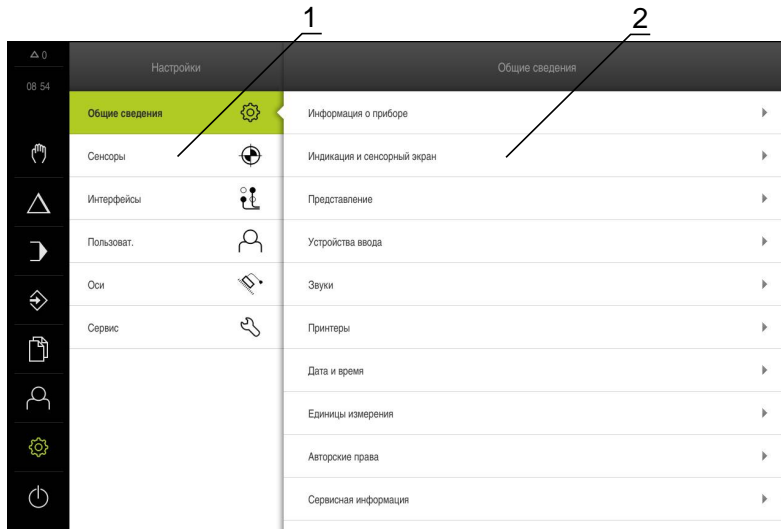 1
2
0
08 54
Настройки
Общие сведения
Общие сведения
Сенсоры
Интерфейсы
Пользоват.
Оси
Сервис
Информация о приборе
Индикация и сенсорный экран
Представление
Устройства ввода
Звуки
Принтеры
Дата и время
Единицы измерения
Авторские права
Сервисная информация